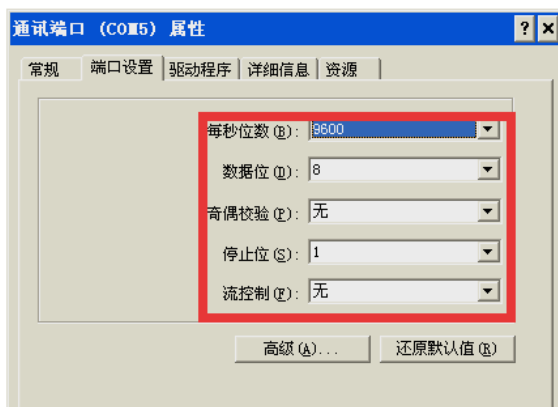 通讯端口 (COM5) 属性
常规 端口设置 驱动程序 详细信息 资源
每秒位数(B): 9600
数据位(D): 8
奇偶校验(P): 无
停止位(S): 1
流控制(F): 无
高级(A)... 还原默认值(R)